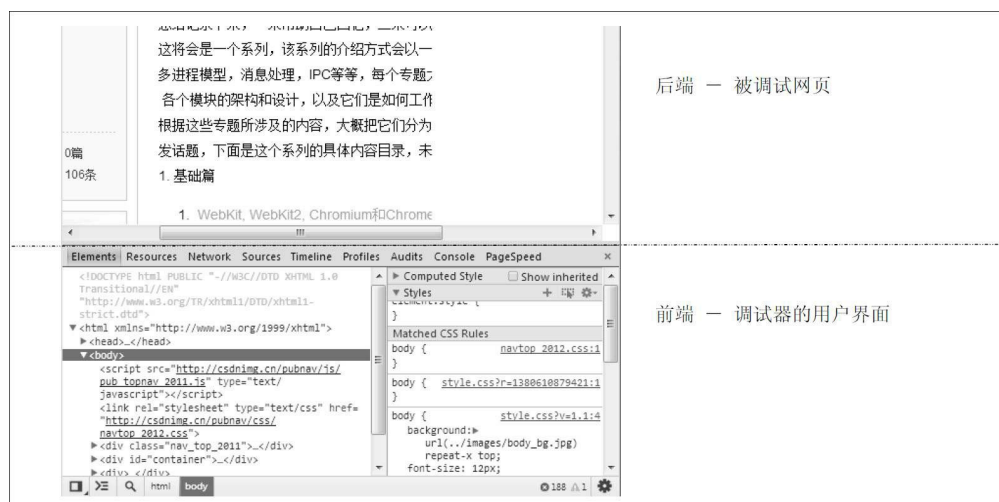 这将会是一个系列，该系列的介绍方式会以一
多进程模型，消息处理，IPC等等，每个专题
各个模块的架构和设计，以及它们是如何工作
根据这些专题所涉及的内容，大概把它们分为
发话题，下面是这个系列的具体内容目录，未
0篇
106条
1. 基础篇
1. WebKit, WebKit2, Chromium和Chrome
后端 － 被调试网页
Elements Resources Network Sources Timeline Profiles Audits Console PageSpeed ×
<!DOCTYPE html PUBLIC "-//W3C//DTD XHTML 1.0
Transitional//EN"
"http://www.w3.org/TR/xhtml1/DTD/xhtml1-
strict.dtd">
▼<html xmlns="http://www.w3.org/1999/xhtml">
▶<head>…</head>
▼<body>
<script src="http://csdnimg.cn/pubnav/js/
pub_topnav_2011.js" type="text/
javascript"></script>
<link rel="stylesheet" type="text/css" href=
"http://csdnimg.cn/pubnav/css/
navtop_2012.css">
▶<div class="nav_top_2011">…</div>
▶<div id="container">…</div>
▶<div> </div>
▶ Computed Style Show inherited
▼ Styles
element.style {
}
Matched CSS Rules
body { navtop_2012.css:1
}
body { style.css?r=1380610879421:1
}
body { style.css?v=1.1:4
background:▶
url(../images/body_bg.jpg)
repeat-x top;
font-size: 12px;
html body
188 1
前端 － 调试器的用户界面